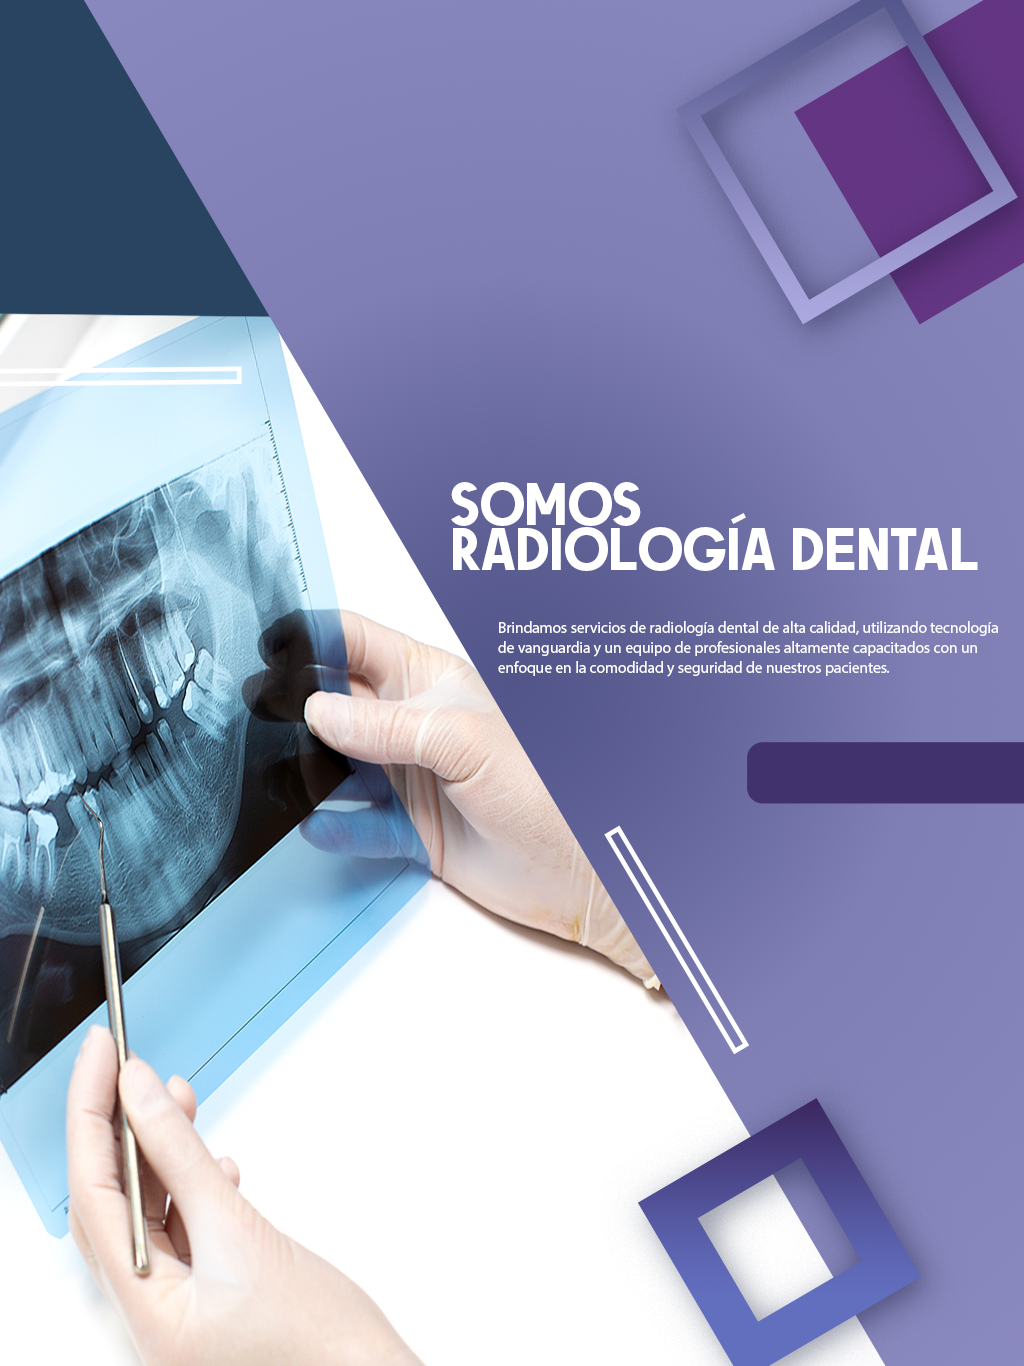 SOMOS
RADIOLOGÍA DENTAL
Brindamos servicios de radiología dental de alta calidad, utilizando tecnología
de vanguardia y un equipo de profesionales altamente capacitados con un
enfoque en la comodidad y seguridad de nuestros pacientes.